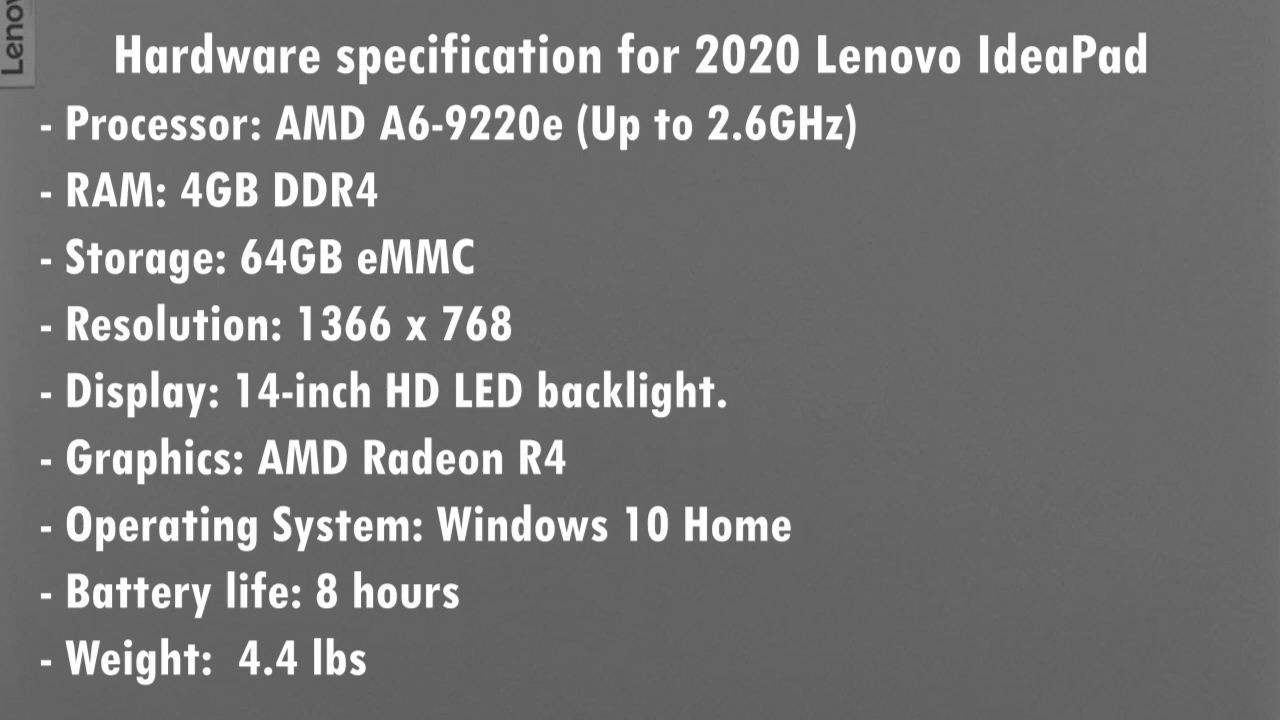 Lenov
Hardware specification for 2020 Lenovo IdeaPad
- Processor: AMD A6-9220e (Up to 2.6GHz)
- RAM: 4GB DDR4
- Storage: 64GB eMMC
- Resolution: 1366 x 768
- Display: 14-inch HD LED backlight.
- Graphics: AMD Radeon R4
- Operating System: Windows 10 Home
- Battery life: 8 hours
- Weight:  4.4 lbs